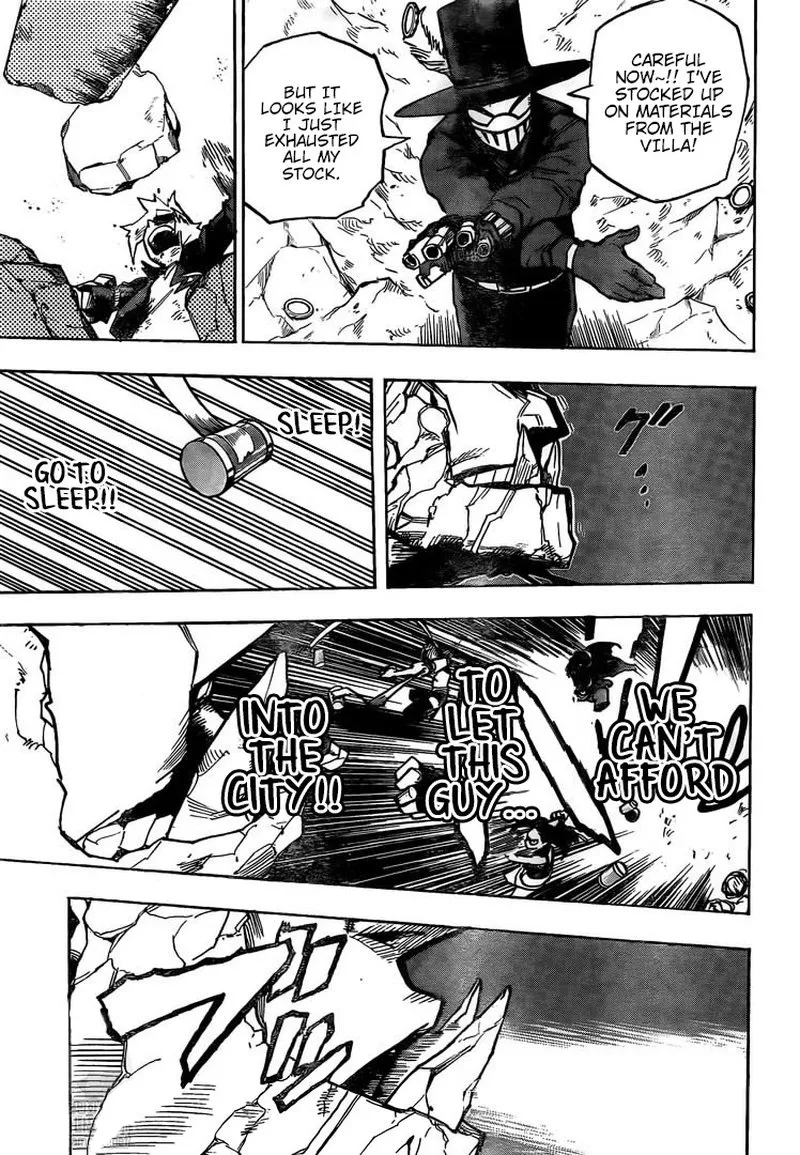 CAREFUL
NOW~!! I'VE
STOCKED UP
ON MATERIALS
FROM THE
VILLA!
BUT IT
LOOKS LIKE
I JUST
EXHAUSTED
ALL MY
STOCK.
グ
SLEEP!
GO TO
SLEEP!!
WE
CAN'T
AFFORD
TO
LET
THIS
GUY...
INTO
THE
CITY!!